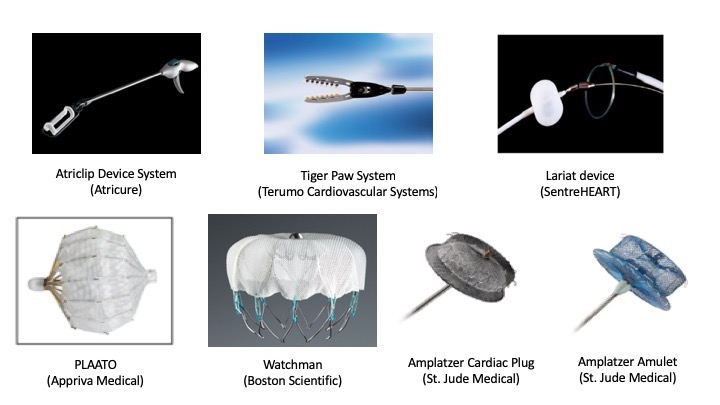 Atriclip Device System
(Atricure)
Tiger Paw System
(Terumo Cardiovascular Systems)
Lariat device
(SentreHEART)
PLAATO
(Appriva Medical)
Watchman
(Boston Scientific)
Amplatzer Cardiac Plug
(St. Jude Medical)
Amplatzer Amulet
(St. Jude Medical)